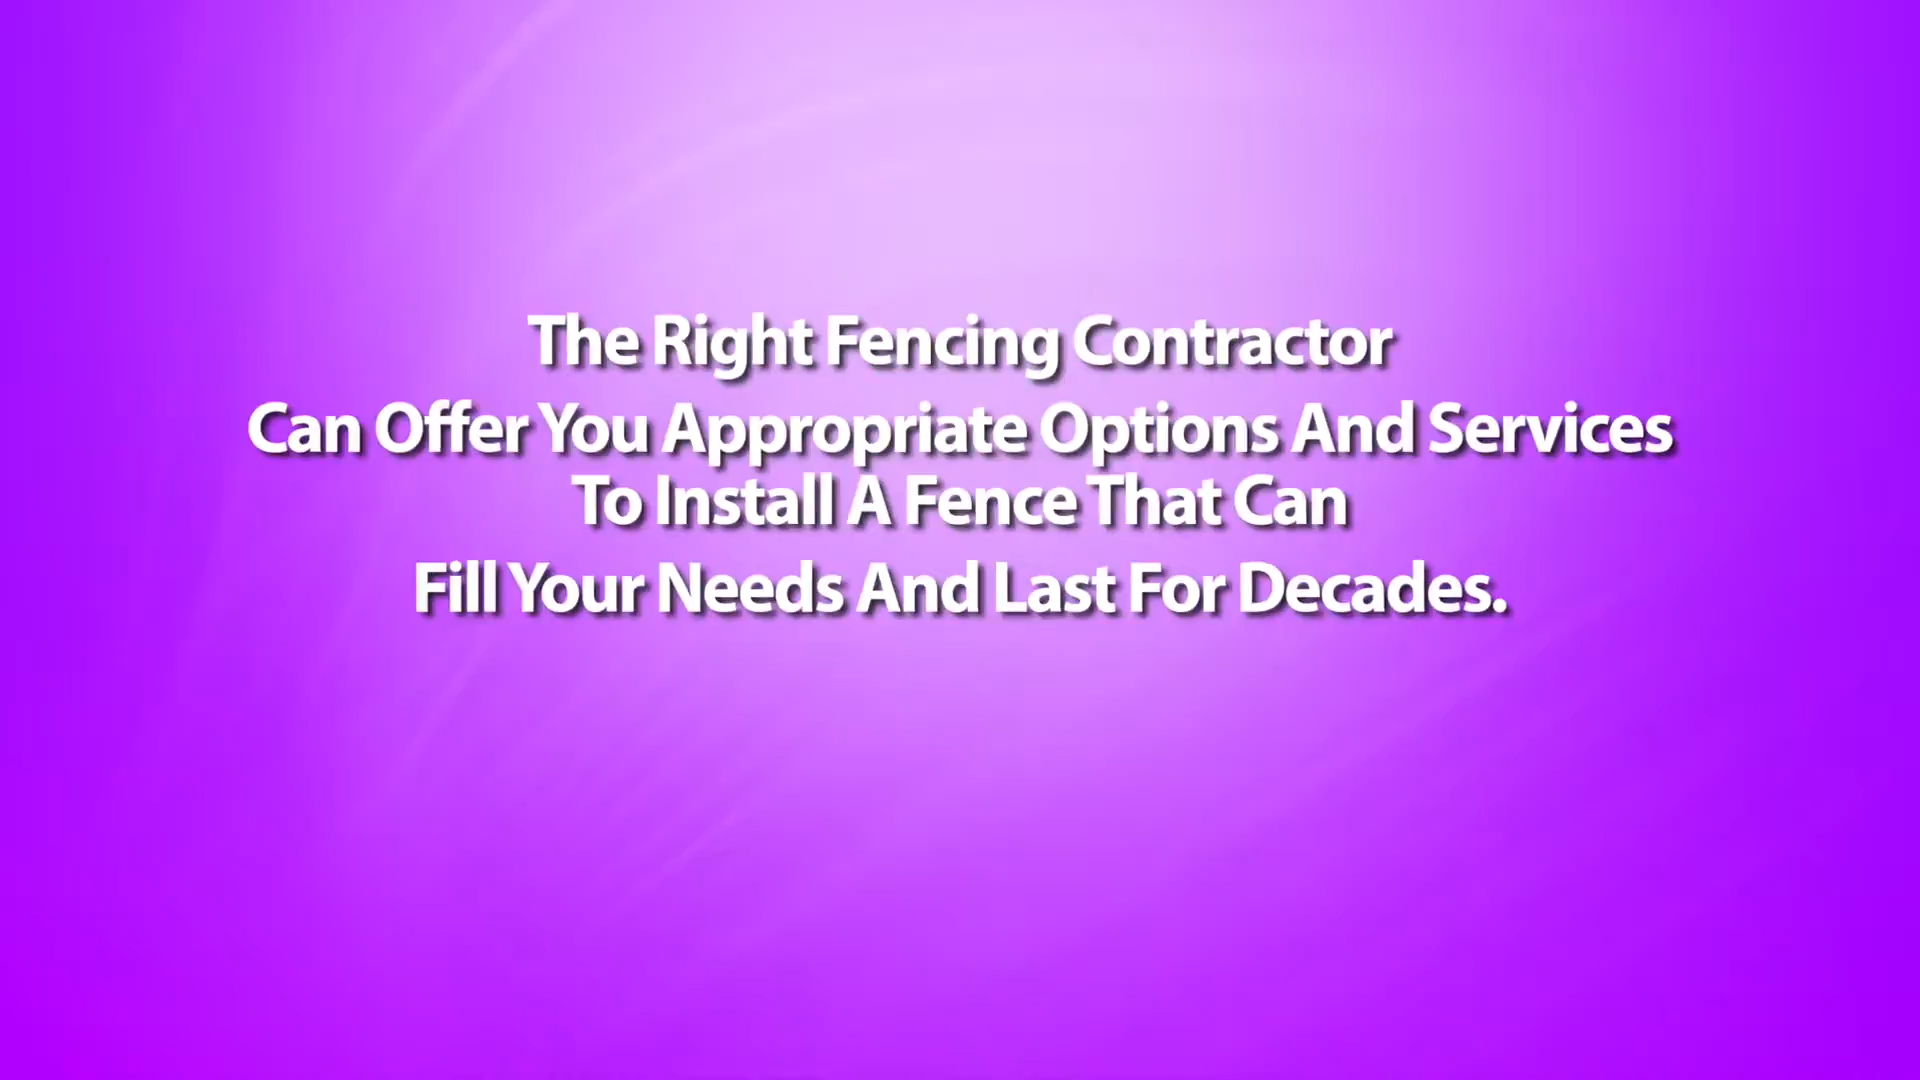 The Right Fencing Contractor
Can Offer You Appropriate Options And Services
To Install A Fence That Can
Fill Your Needs And Last For Decades.